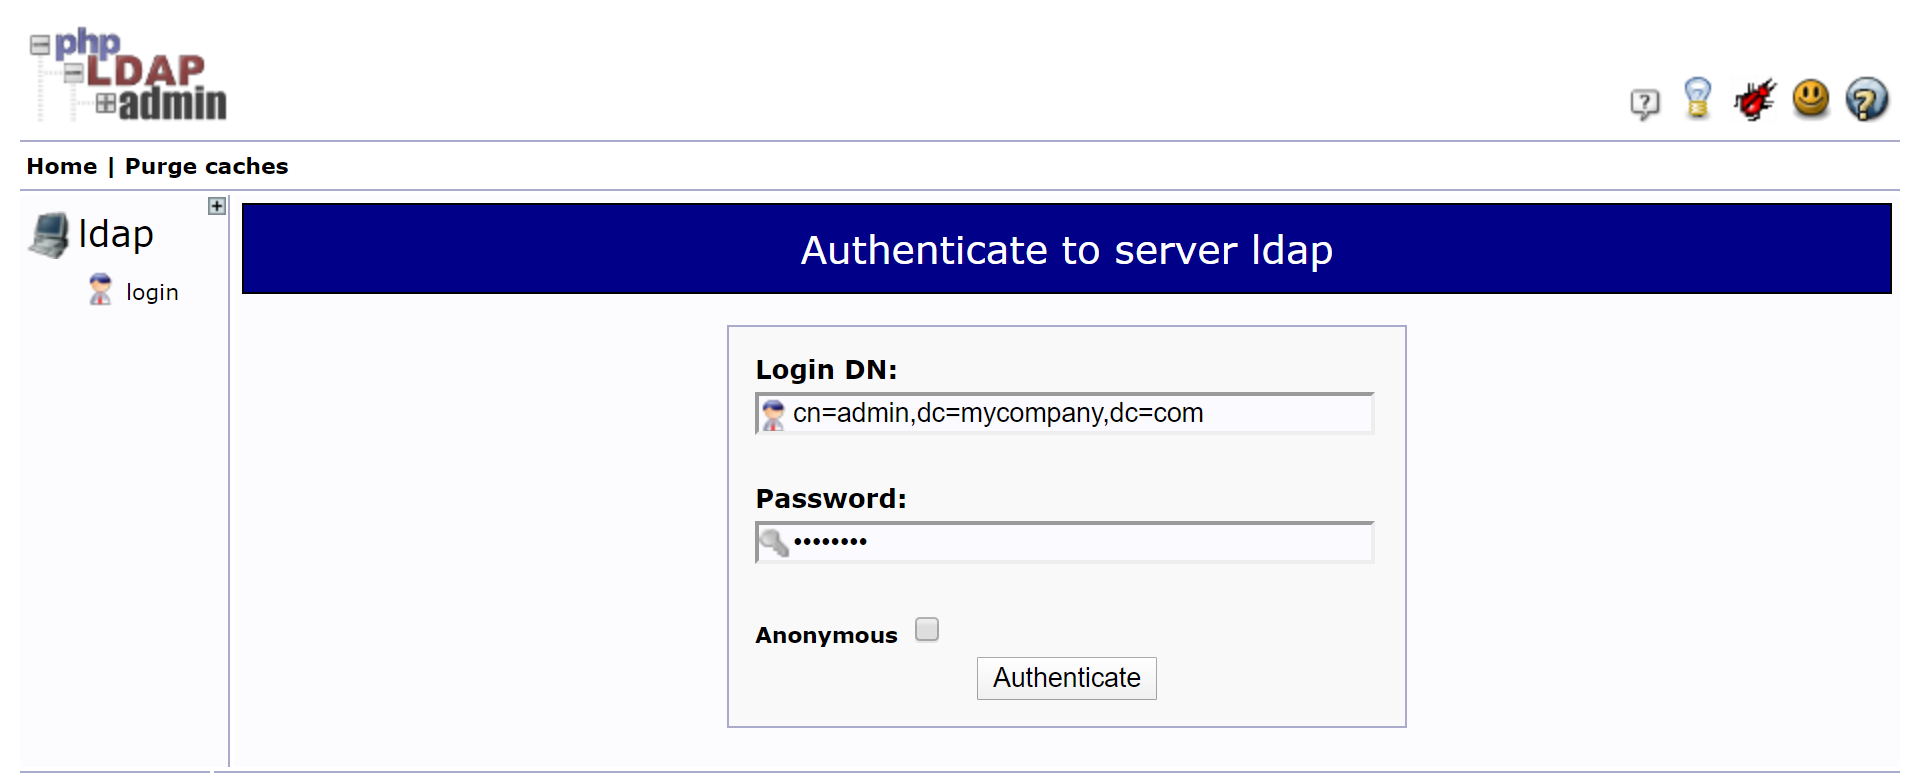 php
LDAP
admin
Home | Purge caches
ldap
login
Authenticate to server ldap
Login DN:
cn=admin,dc=mycompany,dc=com
Password:
••••••••
Anonymous
Authenticate